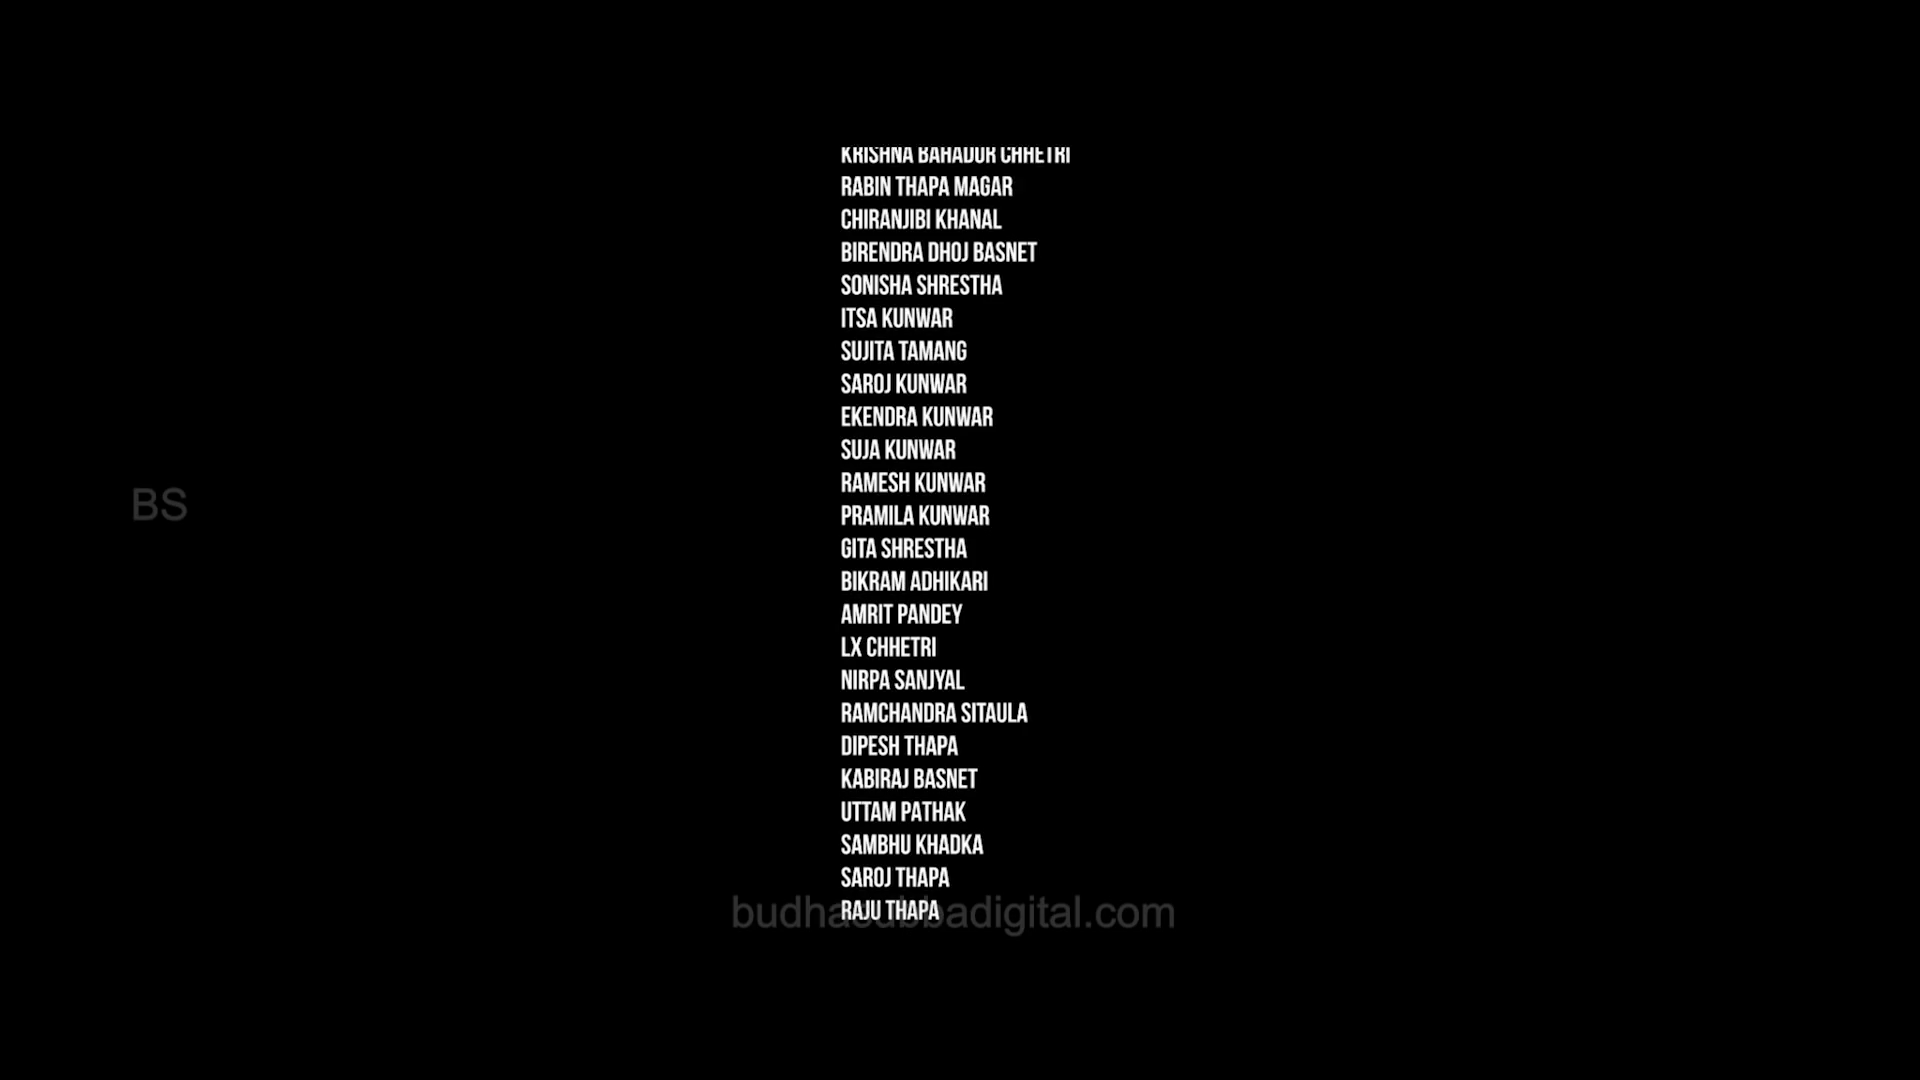 KRISHNA BAHADUR CHHETRI
RABIN THAPA MAGAR
CHIRANJIBI KHANAL
BIRENDRA DHOJ BASNET
SONISHA SHRESTHA
ITSA KUNWAR
SUJITA TAMANG
SAROJ KUNWAR
EKENDRA KUNWAR
SUJA KUNWAR
RAMESH KUNWAR
BS
PRAMILA KUNWAR
GITA SHRESTHA
BIKRAM ADHIKARI
AMRIT PANDEY
LX CHHETRI
NIRPA SANJYAL
RAMCHANDRA SITAULA
DIPESH THAPA
KABIRAJ BASNET
UTTAM PATHAK
SAMBHU KHADKA
SAROJ THAPA
RAJU THAPA
budhasubbadigital.com